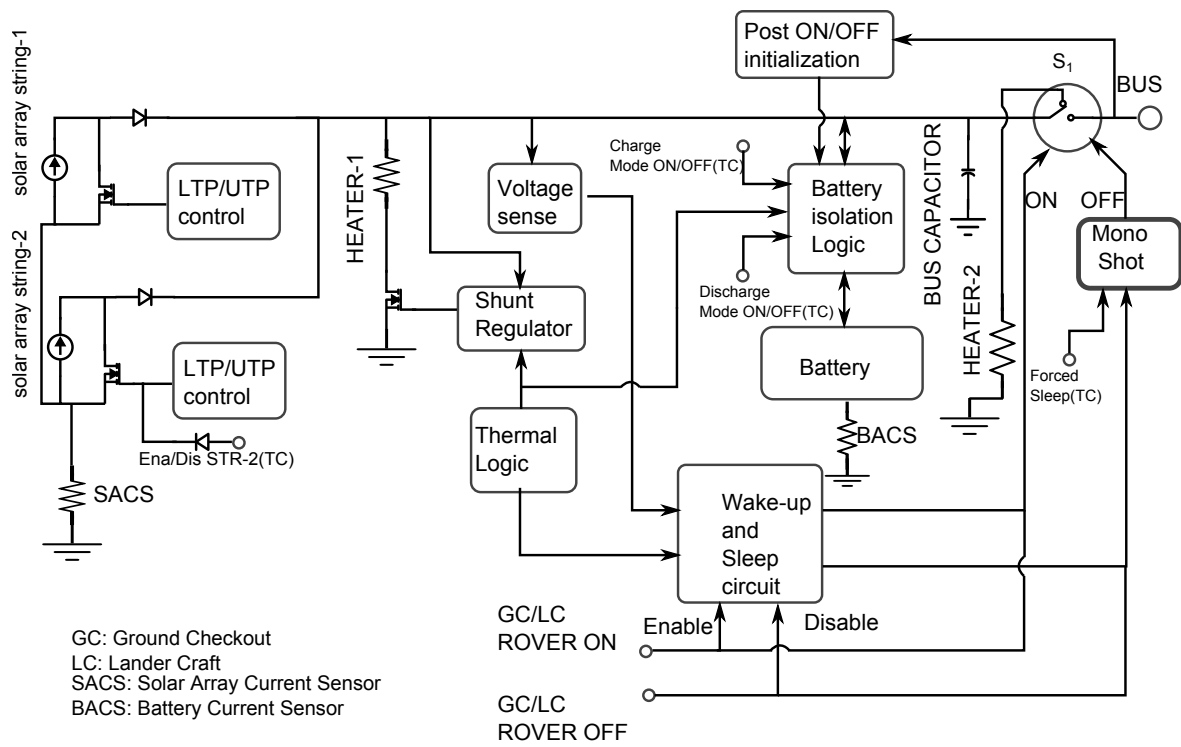 solar array string-1
solar array string-2
LTP/UTP
control
LTP/UTP
control
Ena/Dis STR-2(TC)
SACS
HEATER-1
Voltage
sense
Shunt
Regulator
Thermal
Logic
Post ON/OFF
initialization
Charge
Mode ON/OFF(TC)
Battery
isolation
Logic
Discharge
Mode ON/OFF(TC)
Battery
BACS
BUS CAPACITOR
HEATER-2
S1
BUS
ON
OFF
Mono
Shot
Forced
Sleep(TC)
Wake-up
and
Sleep
circuit
GC/LC
ROVER ON
Enable
Disable
GC/LC
ROVER OFF
GC: Ground Checkout
LC: Lander Craft
SACS: Solar Array Current Sensor
BACS: Battery Current Sensor